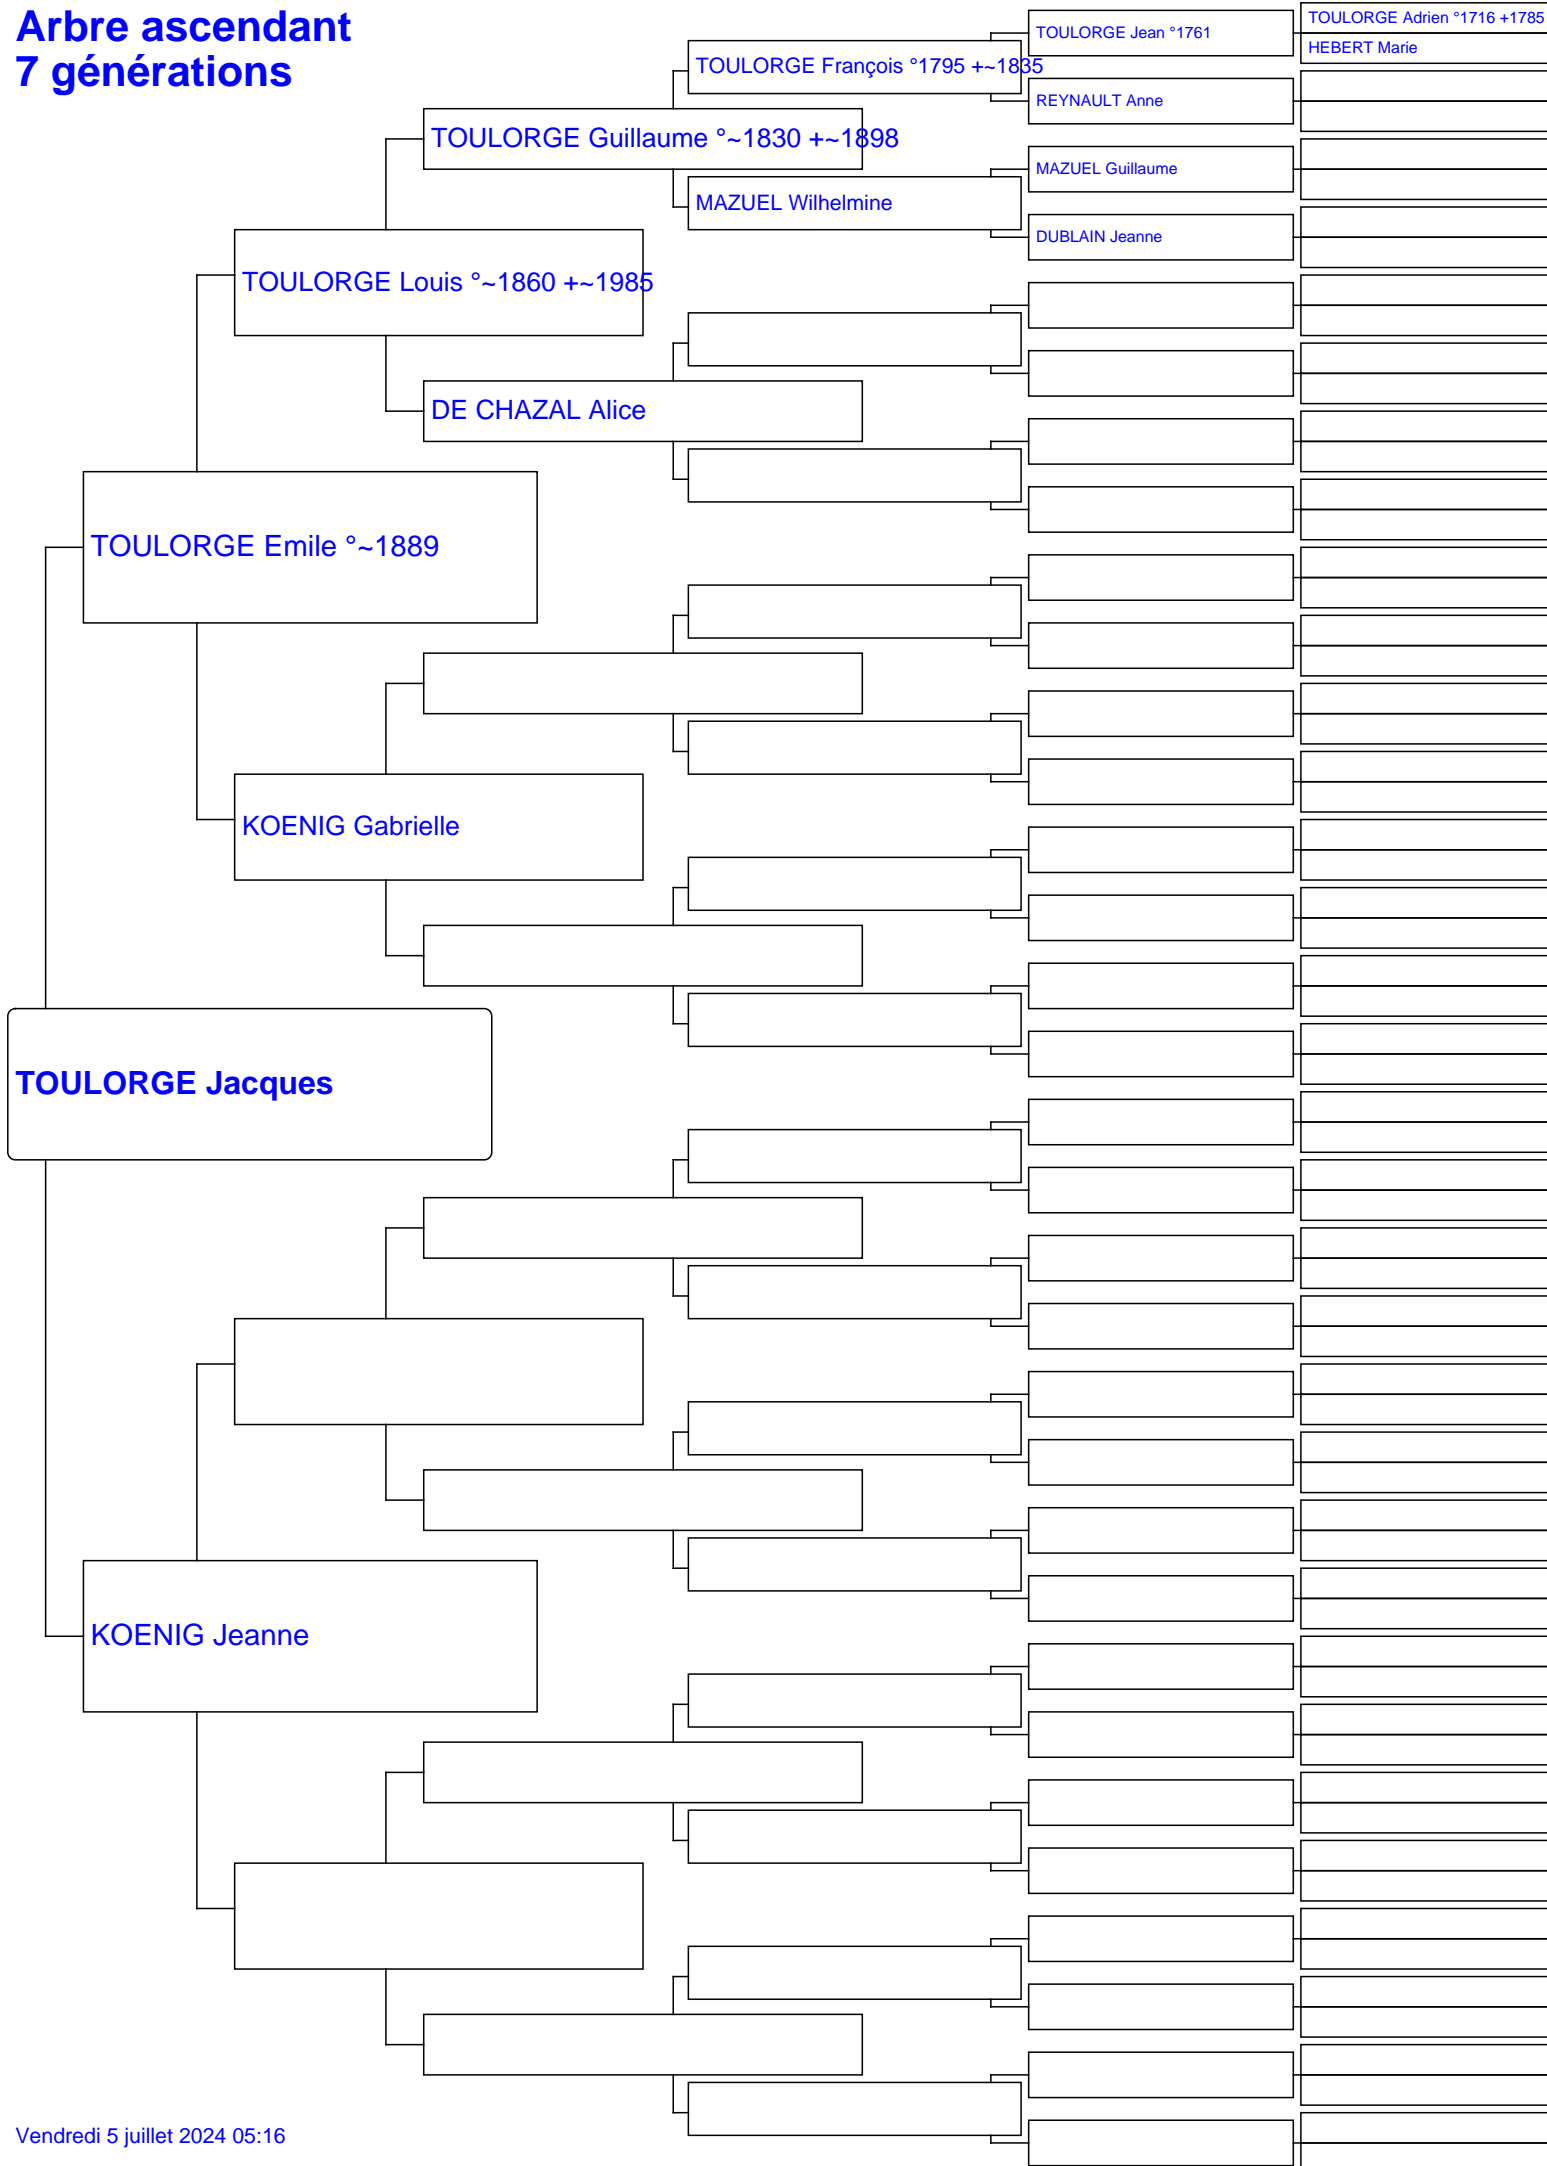 Arbre ascendant
7 générations
TOULORGE Jean °1761
TOULORGE Adrien °1716 +1785
HEBERT Marie
TOULORGE François °1795 +~1835
REYNAULT Anne
TOULORGE Guillaume °~1830 +~1898
MAZUEL Guillaume
MAZUEL Wilhelmine
DUBLAIN Jeanne
TOULORGE Louis °~1860 +~1985
DE CHAZAL Alice
TOULORGE Emile °~1889
KOENIG Gabrielle
TOULORGE Jacques
KOENIG Jeanne
Vendredi 5 juillet 2024 05:16